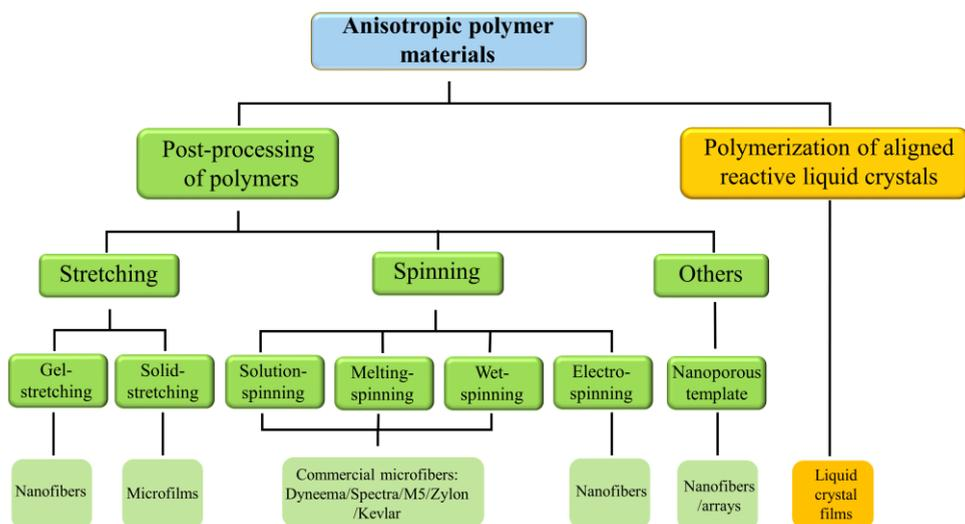 Anisotropic polymer
materials
Post-processing
of polymers
Polymerization of aligned
reactive liquid crystals
Stretching
Spinning
Others
Gel-
stretching
Solid-
stretching
Solution-
spinning
Melting-
spinning
Wet-
spinning
Electro-
spinning
Nanoporous
template
Nanofibers
Microfilms
Commercial microfibers:
Dyneema/Spectra/M5/Zylon
/Kevlar
Nanofibers
Nanofibers
/arrays
Liquid
crystal
films